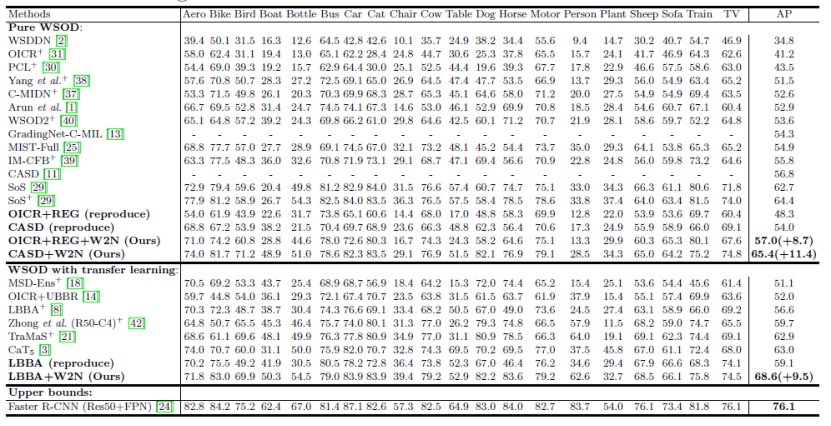 Methods Aero Bike Bird Boat Bottle Bus Car Cat Chair Cow Table Dog Horse Motor Person Plant Sheep Sofa Train TV AP
Pure WSOD:
WSDDN [2] 39.4 50.1 31.5 16.3 12.6 64.5 42.8 42.6 10.1 35.7 24.9 38.2 34.4 55.6 9.4 14.7 30.2 40.7 54.7 46.9 34.8
OICR+ [31] 58.0 62.4 31.1 19.4 13.0 65.1 62.2 28.4 24.8 44.7 30.6 25.3 37.8 65.5 15.7 24.1 41.7 46.9 64.3 62.6 41.2
PCL+ [30] 54.4 69.0 39.3 19.2 15.7 62.9 64.4 30.0 25.1 52.5 44.4 19.6 39.3 67.7 17.8 22.9 46.6 57.5 58.6 63.0 43.5
Yang et al.+ [38] 57.6 70.8 50.7 28.3 27.2 72.5 69.1 65.0 26.9 64.5 47.4 47.7 53.5 66.9 13.7 29.3 56.0 54.9 63.4 65.2 51.5
C-MIDN+ [37] 53.3 71.5 49.8 26.1 20.3 70.3 69.9 68.3 28.7 65.3 45.1 64.6 58.0 71.2 20.0 27.5 54.9 54.9 69.4 63.5 52.6
Arun et al. [1] 66.7 69.5 52.8 31.4 24.7 74.5 74.1 67.3 14.6 53.0 46.1 52.9 69.9 70.8 18.5 28.4 54.6 60.7 67.1 60.4 52.9
WSOD2+ [40] 65.1 64.8 57.2 39.2 24.3 69.8 66.2 61.0 29.8 64.6 42.5 60.1 71.2 70.7 21.9 28.1 58.6 59.7 52.2 64.8 53.6
GradingNet-C-MIL [13] - - - - - - - - - - - - - - - - - - - - 54.3
MIST-Full [25] 68.8 77.7 57.0 27.7 28.9 69.1 74.5 67.0 32.1 73.2 48.1 45.2 54.4 73.7 35.0 29.3 64.1 53.8 65.3 65.2 54.9
IM-CFB+ [39] 63.3 77.5 48.3 36.0 32.6 70.8 71.9 73.1 29.1 68.7 47.1 69.4 56.6 70.9 22.8 24.8 56.0 59.8 73.2 64.6 55.8
CASD [11] - - - - - - - - - - - - - - - - - - - - 56.8
SoS [29] 72.9 79.4 59.6 20.4 49.8 81.2 82.9 84.0 31.5 76.6 57.4 60.7 74.7 75.1 33.0 34.3 66.3 61.1 80.6 71.8 62.7
SoS+ [29] 77.9 81.2 58.9 26.7 54.3 82.5 84.0 83.5 36.3 76.5 57.5 58.4 78.5 78.6 33.8 37.4 64.0 63.4 81.5 74.0 64.4
OICR+REG (reproduce) 54.0 61.9 43.9 22.6 31.7 73.8 65.1 60.6 14.4 68.0 17.0 48.8 58.3 69.9 12.8 22.0 53.9 53.6 69.7 60.4 48.3
CASD (reproduce) 68.8 67.2 53.9 38.2 21.5 70.4 69.7 68.9 23.6 66.3 48.8 62.3 56.4 70.6 17.3 24.9 55.9 58.9 66.0 69.1 54.0
OICR+REG+W2N (Ours) 71.0 74.2 60.8 28.8 44.6 78.0 72.6 80.3 16.7 74.3 24.3 58.2 64.6 75.1 13.3 29.9 60.3 65.3 80.1 67.6 57.0(+8.7)
CASD+W2N (Ours) 74.0 81.7 71.2 48.9 51.0 78.6 82.3 83.5 29.1 76.9 51.5 82.1 76.9 79.1 28.5 34.3 65.0 64.2 75.2 74.8 65.4(+11.4)
WSOD with transfer learning:
MSD-Ens+ [18] 70.5 69.2 53.3 43.7 25.4 68.9 68.7 56.9 18.4 64.2 15.3 72.0 74.4 65.2 15.4 25.1 53.6 54.4 45.6 61.4 51.1
OICR+UBBR [14] 59.7 44.8 54.0 36.1 29.3 72.1 67.4 70.7 23.5 63.8 31.5 61.5 63.7 61.9 37.9 15.4 55.1 57.4 69.9 63.6 52.0
LBBA+ [8] 70.3 72.3 48.7 38.7 30.4 74.3 76.6 69.1 33.4 68.2 50.5 67.0 49.0 73.6 24.5 27.4 63.1 58.9 66.0 69.2 56.6
Zhong et al. (R50-C4)+ [42] 64.8 50.7 65.5 45.3 46.4 75.7 74.0 80.1 31.3 77.0 26.2 79.3 74.8 66.5 57.9 11.5 68.2 59.0 74.7 65.5 59.7
TraMaS+ [21] 68.6 61.1 69.6 48.1 49.9 76.3 77.8 80.9 34.9 77.0 31.1 80.9 78.5 66.3 64.0 19.1 69.1 62.3 74.4 69.1 62.9
CaT5 [3] 74.0 70.7 60.0 31.1 50.0 75.9 82.0 70.7 32.8 74.3 69.5 70.2 69.5 77.0 37.5 45.8 67.0 61.1 72.4 68.0 63.0
LBBA (reproduce) 70.2 75.5 49.2 41.9 30.5 80.5 78.2 72.8 36.4 73.8 52.3 67.0 46.4 76.2 34.6 29.4 67.9 66.6 68.3 74.1 59.1
LBBA+W2N (Ours) 71.8 83.0 69.9 50.3 54.5 79.0 83.9 83.9 39.4 79.2 52.9 82.2 83.6 79.2 62.6 32.7 68.5 66.1 75.8 74.5 68.6(+9.5)
Upper bounds:
Faster R-CNN (Res50+FPN) [24] 82.8 84.2 75.2 62.4 67.0 81.4 87.1 82.6 57.3 82.5 64.9 83.0 84.0 82.7 83.7 54.0 76.1 73.4 81.8 76.1 76.1